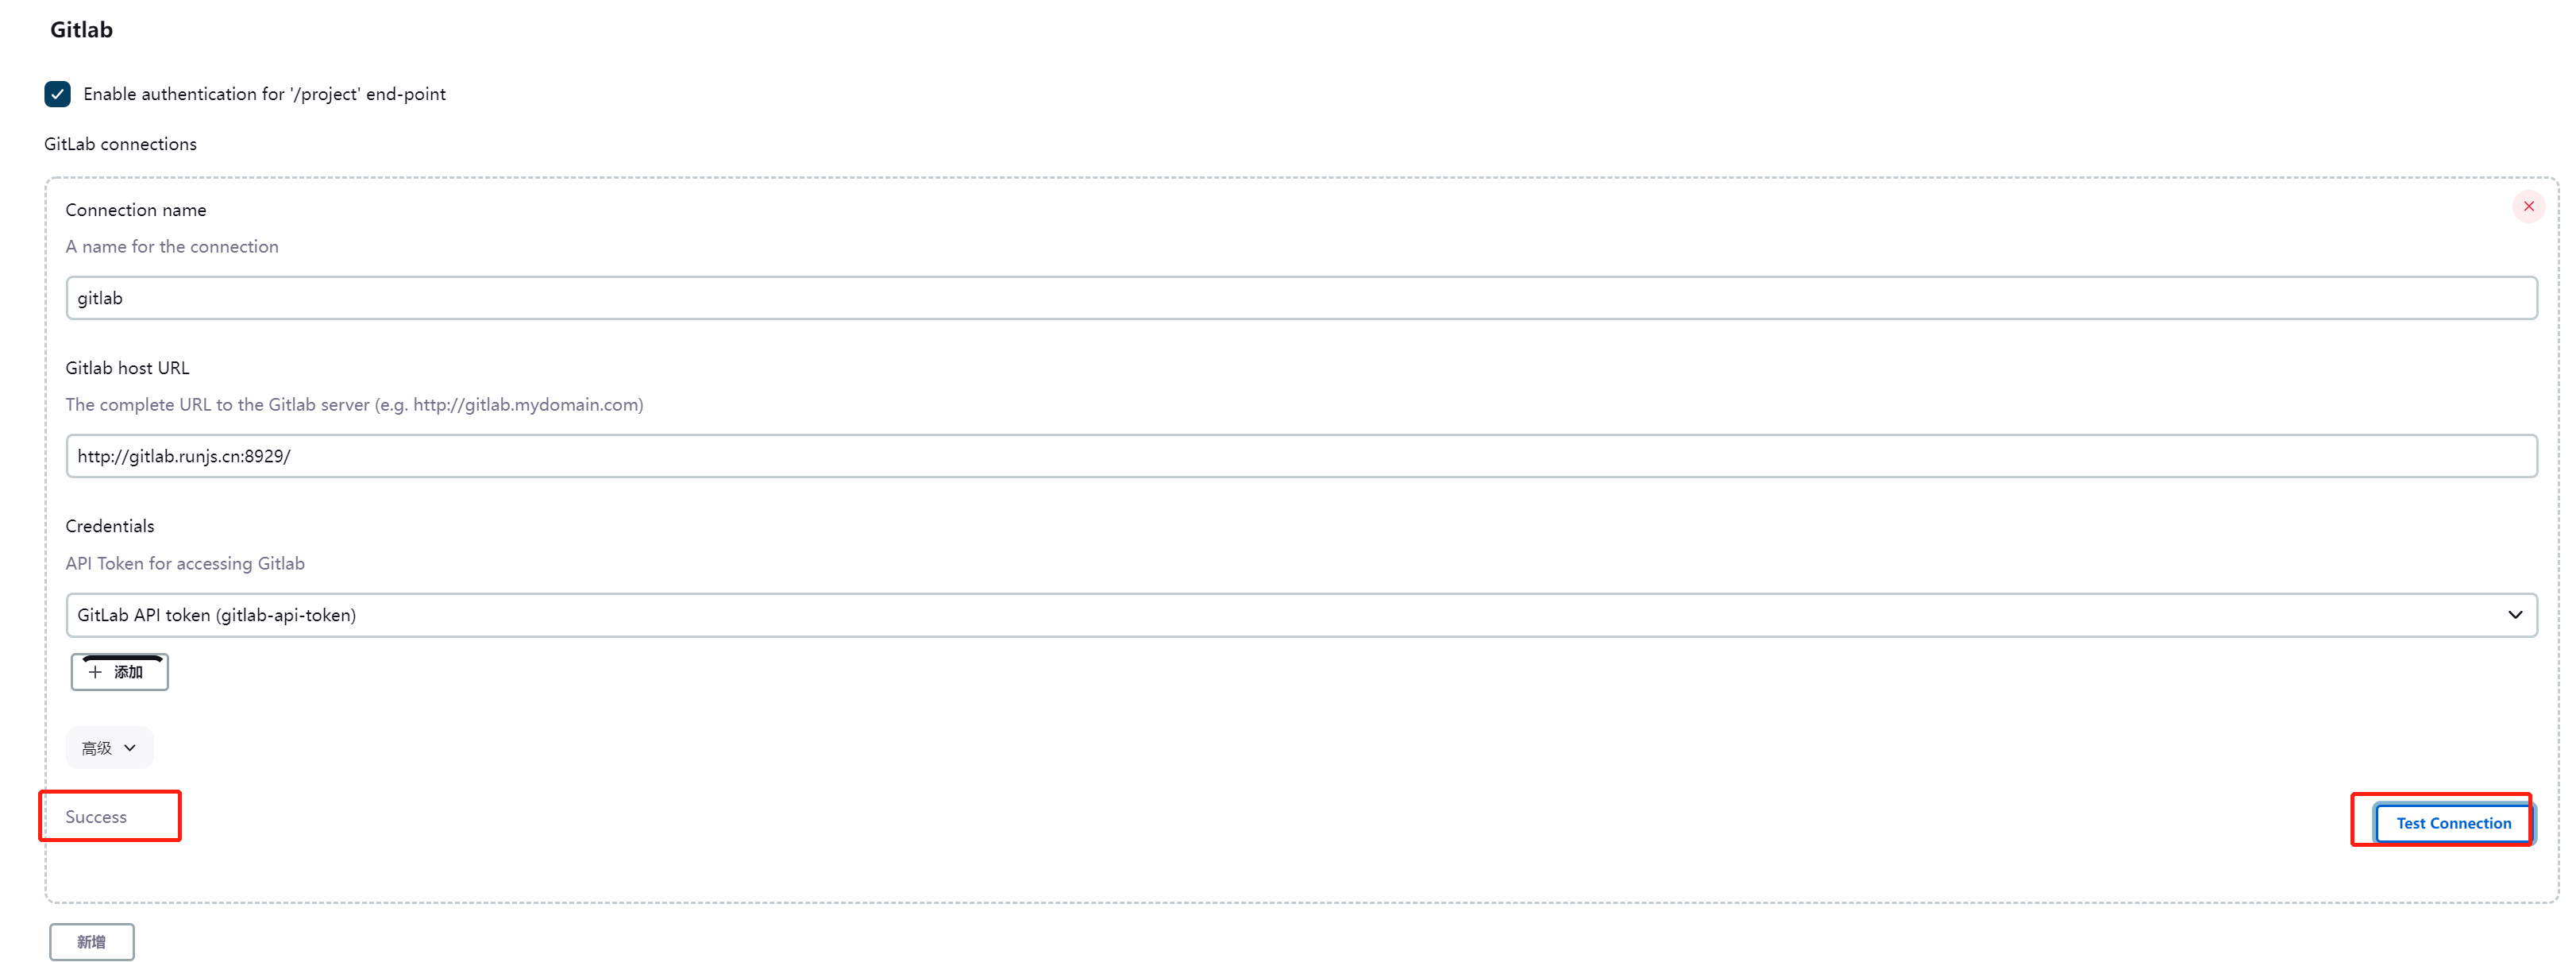 Gitlab
Enable authentication for '/project' end-point
GitLab connections
Connection name
A name for the connection
gitlab
Gitlab host URL
The complete URL to the Gitlab server (e.g. http://gitlab.mydomain.com)
http://gitlab.runjs.cn:8929/
Credentials
API Token for accessing Gitlab
GitLab API token (gitlab-api-token)
添加
高级
Success
Test Connection
新增